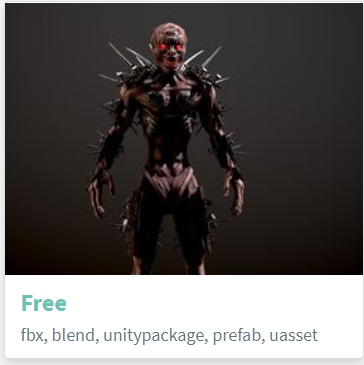 Free
fbx, blend, unitypackage, prefab, uasset